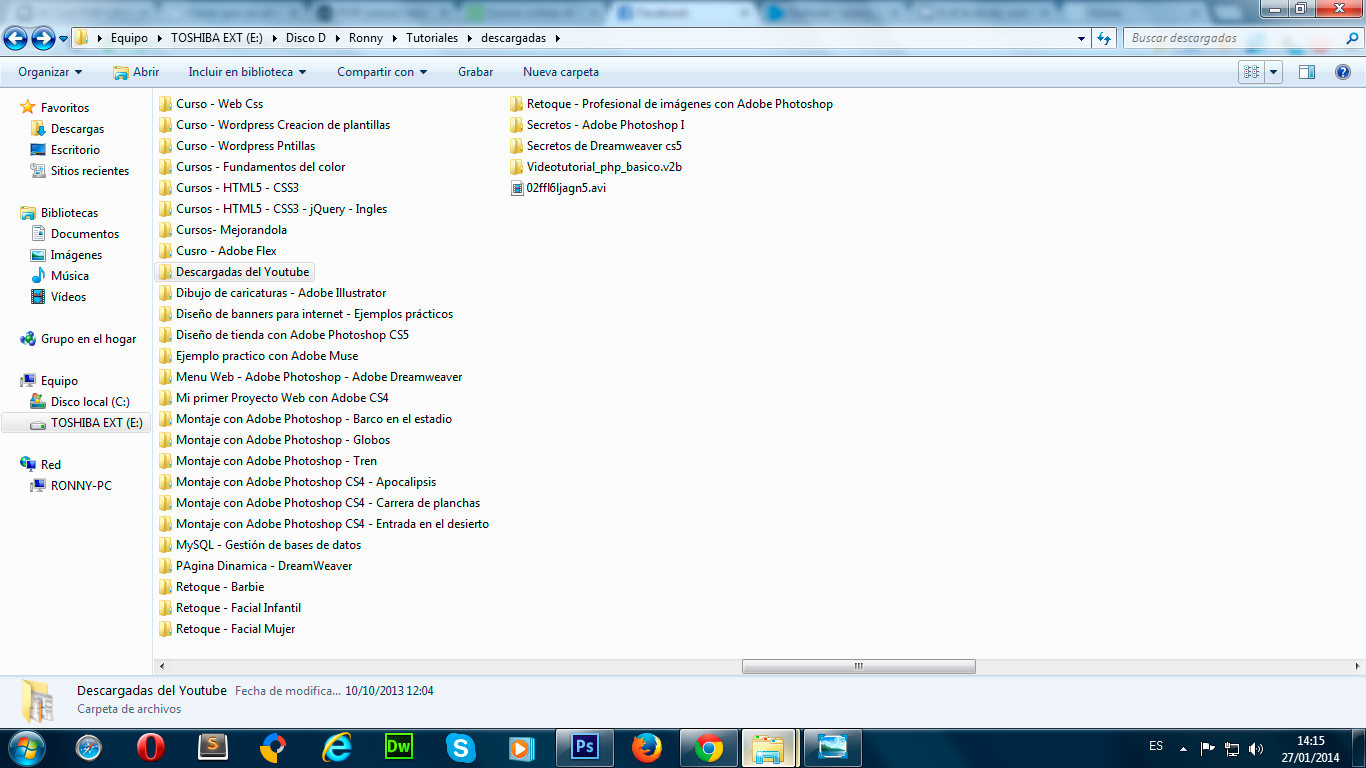 Equipo TOSHIBA EXT (E:) Disco D Ronny Tutoriales descargadas
Buscar descargadas
Organizar Abrir Incluir en biblioteca Compartir con Grabar Nueva carpeta
Favoritos
Descargas
Escritorio
Sitios recientes
Bibliotecas
Documentos
Imágenes
Música
Vídeos
Grupo en el hogar
Equipo
Disco local (C:)
TOSHIBA EXT (E:)
Red
RONNY-PC
Curso - Web Css
Curso - Wordpress Creacion de plantillas
Curso - Wordpress Pntillas
Cursos - Fundamentos del color
Cursos - HTML5 - CSS3
Cursos - HTML5 - CSS3 - jQuery - Ingles
Cursos- Mejorandola
Cusro - Adobe Flex
Descargadas del Youtube
Dibujo de caricaturas - Adobe Illustrator
Diseño de banners para internet - Ejemplos prácticos
Diseño de tienda con Adobe Photoshop CS5
Ejemplo practico con Adobe Muse
Menu Web - Adobe Photoshop - Adobe Dreamweaver
Mi primer Proyecto Web con Adobe CS4
Montaje con Adobe Photoshop - Barco en el estadio
Montaje con Adobe Photoshop - Globos
Montaje con Adobe Photoshop - Tren
Montaje con Adobe Photoshop CS4 - Apocalipsis
Montaje con Adobe Photoshop CS4 - Carrera de planchas
Montaje con Adobe Photoshop CS4 - Entrada en el desierto
MySQL - Gestión de bases de datos
PAgina Dinamica - DreamWeaver
Retoque - Barbie
Retoque - Facial Infantil
Retoque - Facial Mujer
Retoque - Profesional de imágenes con Adobe Photoshop
Secretos - Adobe Photoshop I
Secretos de Dreamweaver cs5
Videotutorial_php_basico.v2b
02ffl6ljagn5.avi
Descargadas del Youtube Fecha de modifica... 10/10/2013 12:04
Carpeta de archivos
S Dw S Ps
ES
14:15
27/01/2014